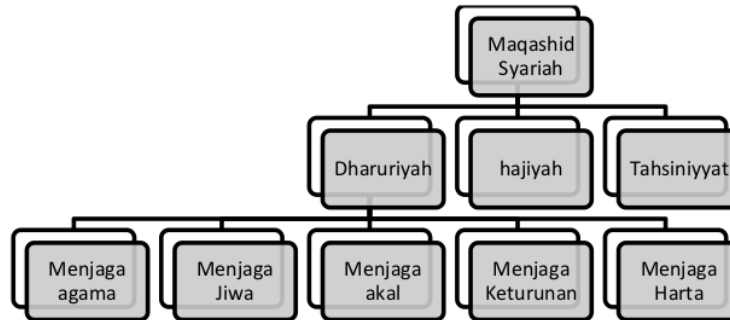 Maqashid
Syariah
Dharuriyah
hajiyah
Tahsiniyyat
Menjaga
agama
Menjaga
Jiwa
Menjaga
akal
Menjaga
Keturunan
Menjaga
Harta